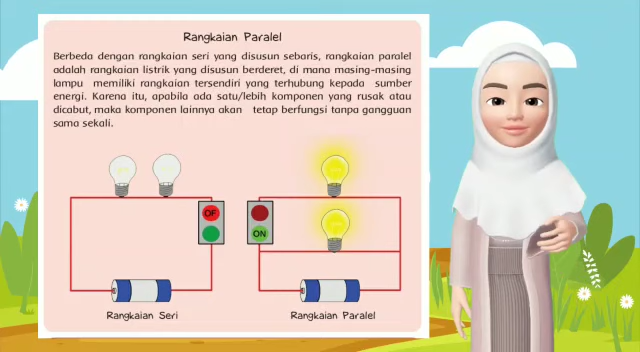 Rangkaian Paralel
Berbeda dengan rangkaian seri yang disusun sebaris, rangkaian paralel
adalah rangkaian listrik yang disusun berderet, di mana masing-masing
lampu memiliki rangkaian tersendiri yang terhubung kepada sumber
energi. Karena itu, apabila ada satu/lebih komponen yang rusak atau
dicabut, maka komponen lainnya akan tetap berfungsi tanpa gangguan
sama sekali.
OF
ON
Rangkaian Seri
Rangkaian Paralel